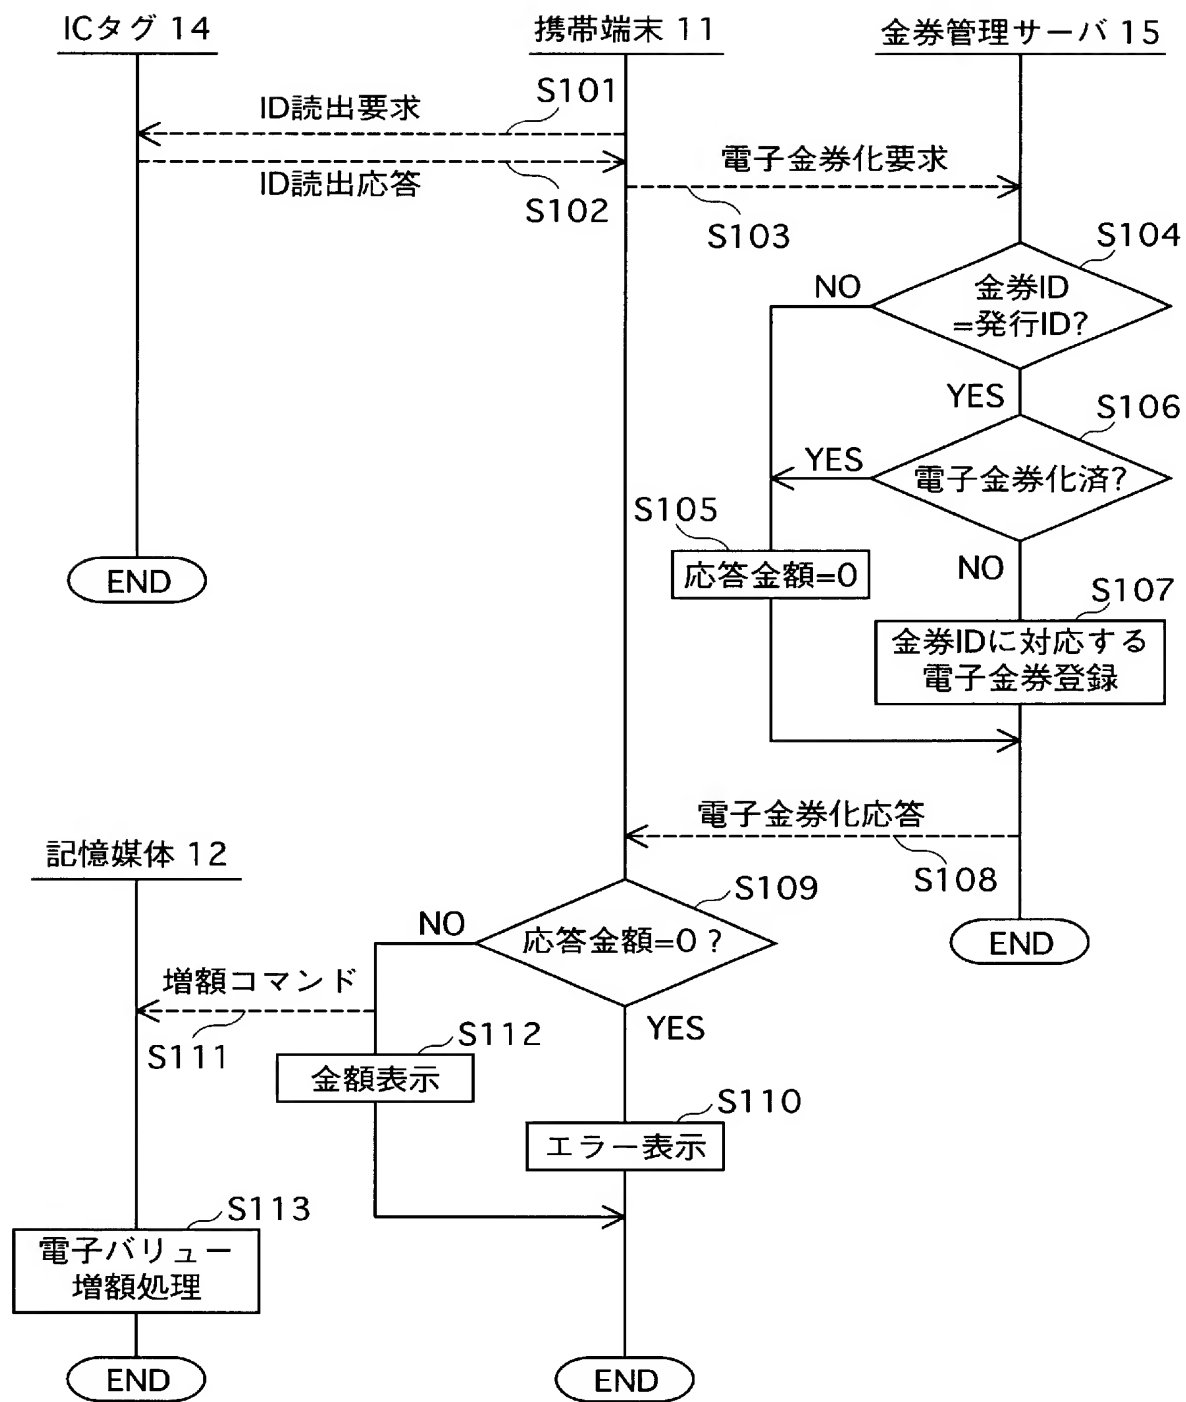 ICタグ 14
携帯端末 11
金券管理サーバ 15
S101
ID読出要求
ID読出応答
S102
電子金券化要求
S103
S104
金券ID
=発行ID?
NO
YES
S106
電子金券化済?
YES
NO
S105
応答金額=0
END
S107
金券IDに対応する
電子金券登録
電子金券化応答
S108
END
記憶媒体 12
S109
応答金額=0 ?
NO
YES
増額コマンド
S111
S112
金額表示
S110
エラー表示
S113
電子バリュー
増額処理
END
END